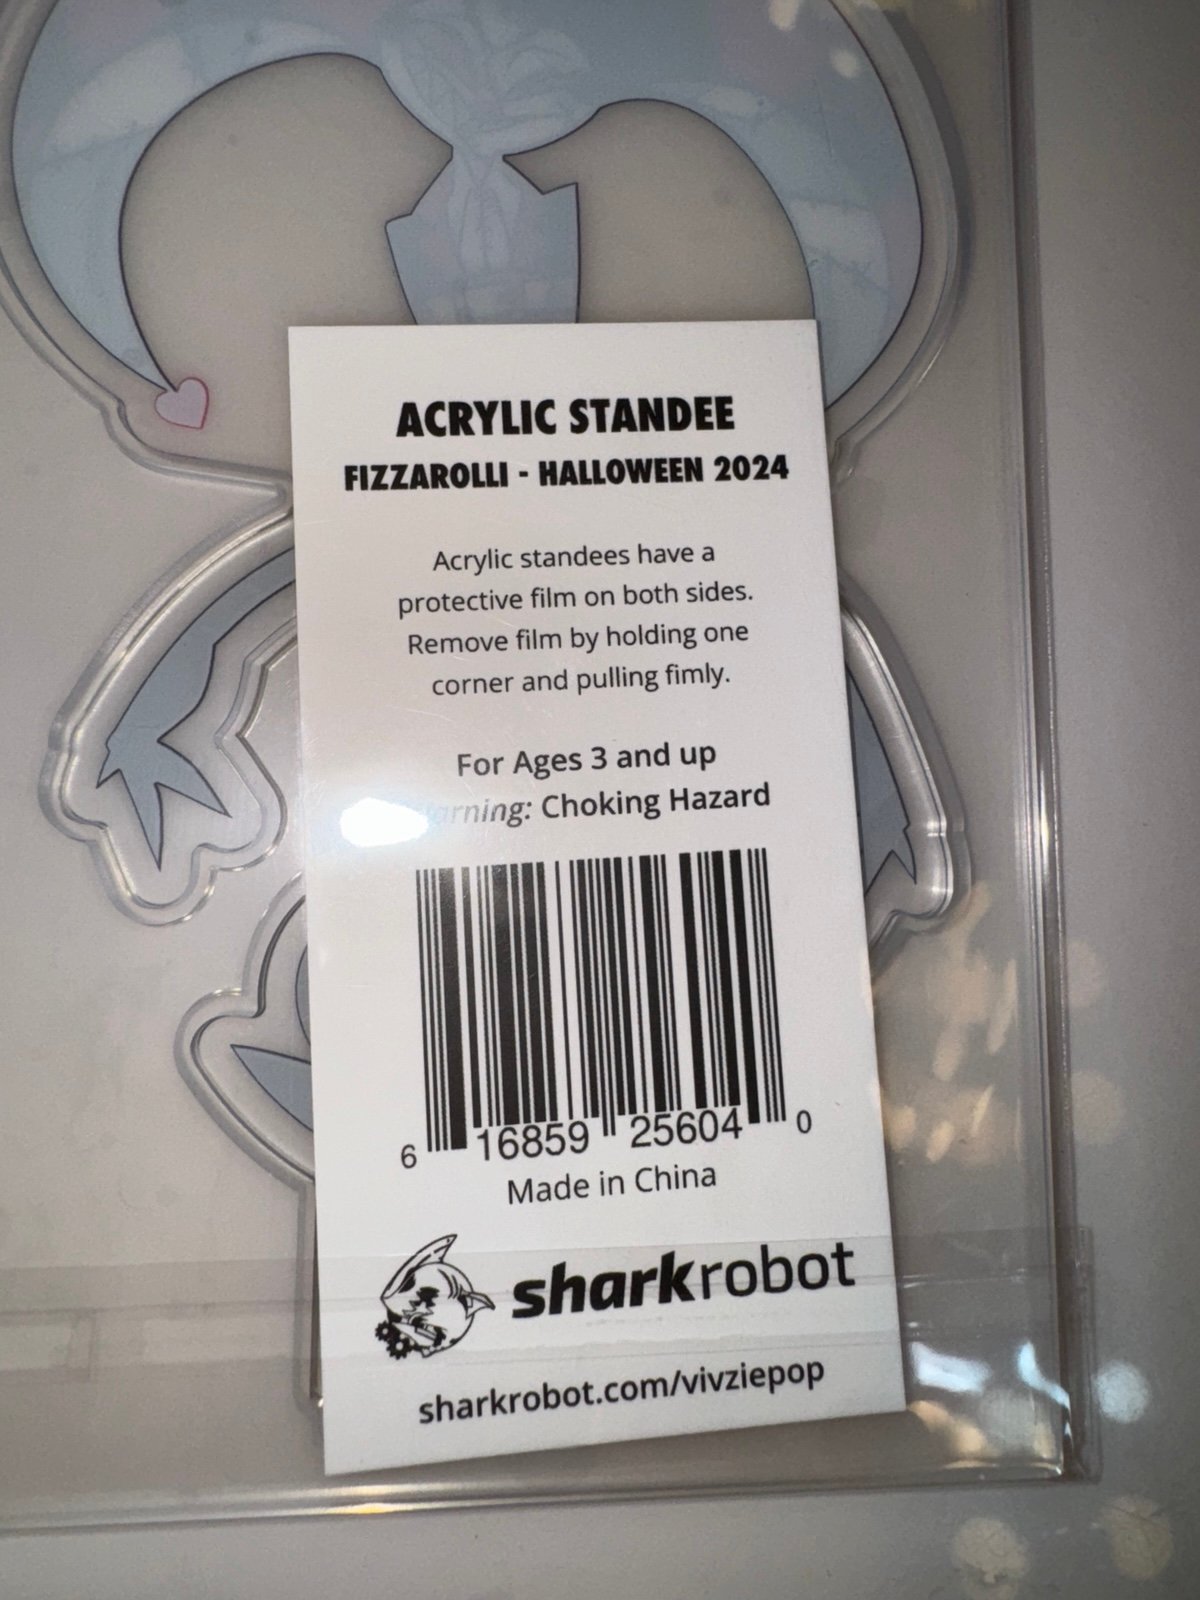 ACRYLIC STANDEE
FIZZAROLLI - HALLOWEEN 2024
Acrylic standees have a
protective film on both sides.
Remove film by holding one
corner and pulling fimly.
For Ages 3 and up
Warning: Choking Hazard
6 16859 25604 0
Made in China
sharkrobot
sharkrobot.com/vivziepop